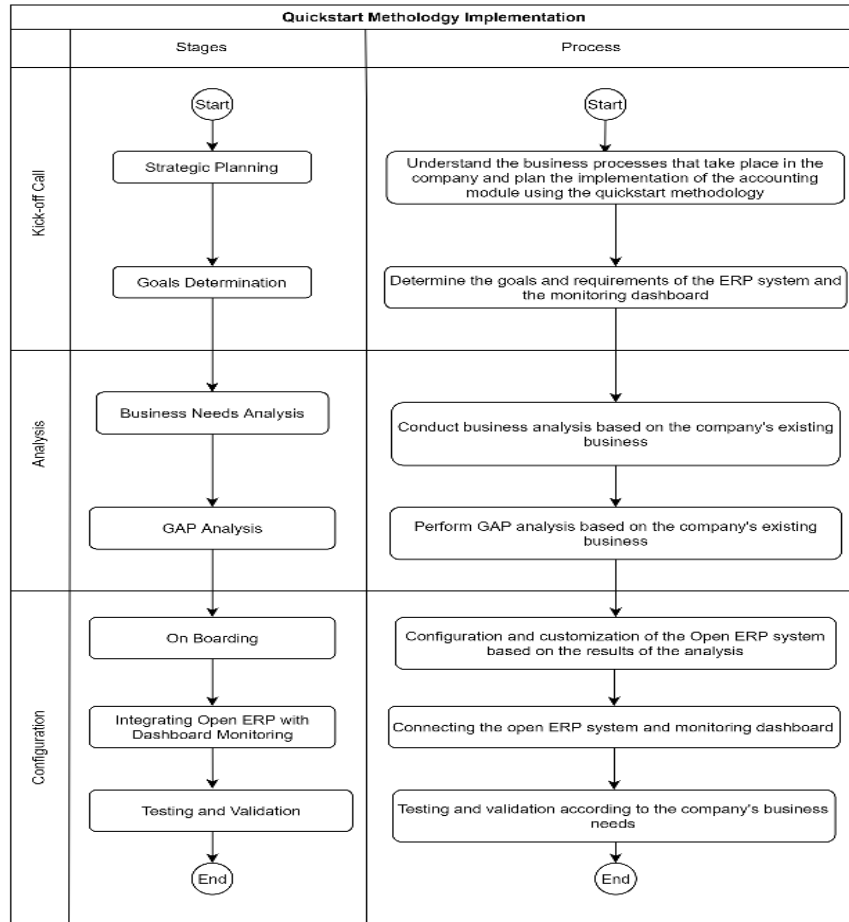 Quickstart Metholodgy Implementation
Stages
Process
Kick-off Call
Start
Start
Strategic Planning
Understand the business processes that take place in the
company and plan the implementation of the accounting
module using the quickstart methodology
Goals Determination
Determine the goals and requirements of the ERP system and
the monitoring dashboard
Analysis
Business Needs Analysis
Conduct business analysis based on the company's existing
business
GAP Analysis
Perform GAP analysis based on the company's existing
business
Configuration
On Boarding
Configuration and customization of the Open ERP system
based on the results of the analysis
Integrating Open ERP with
Dashboard Monitoring
Connecting the open ERP system and monitoring dashboard
Testing and Validation
Testing and validation according to the company's business
needs
End
End